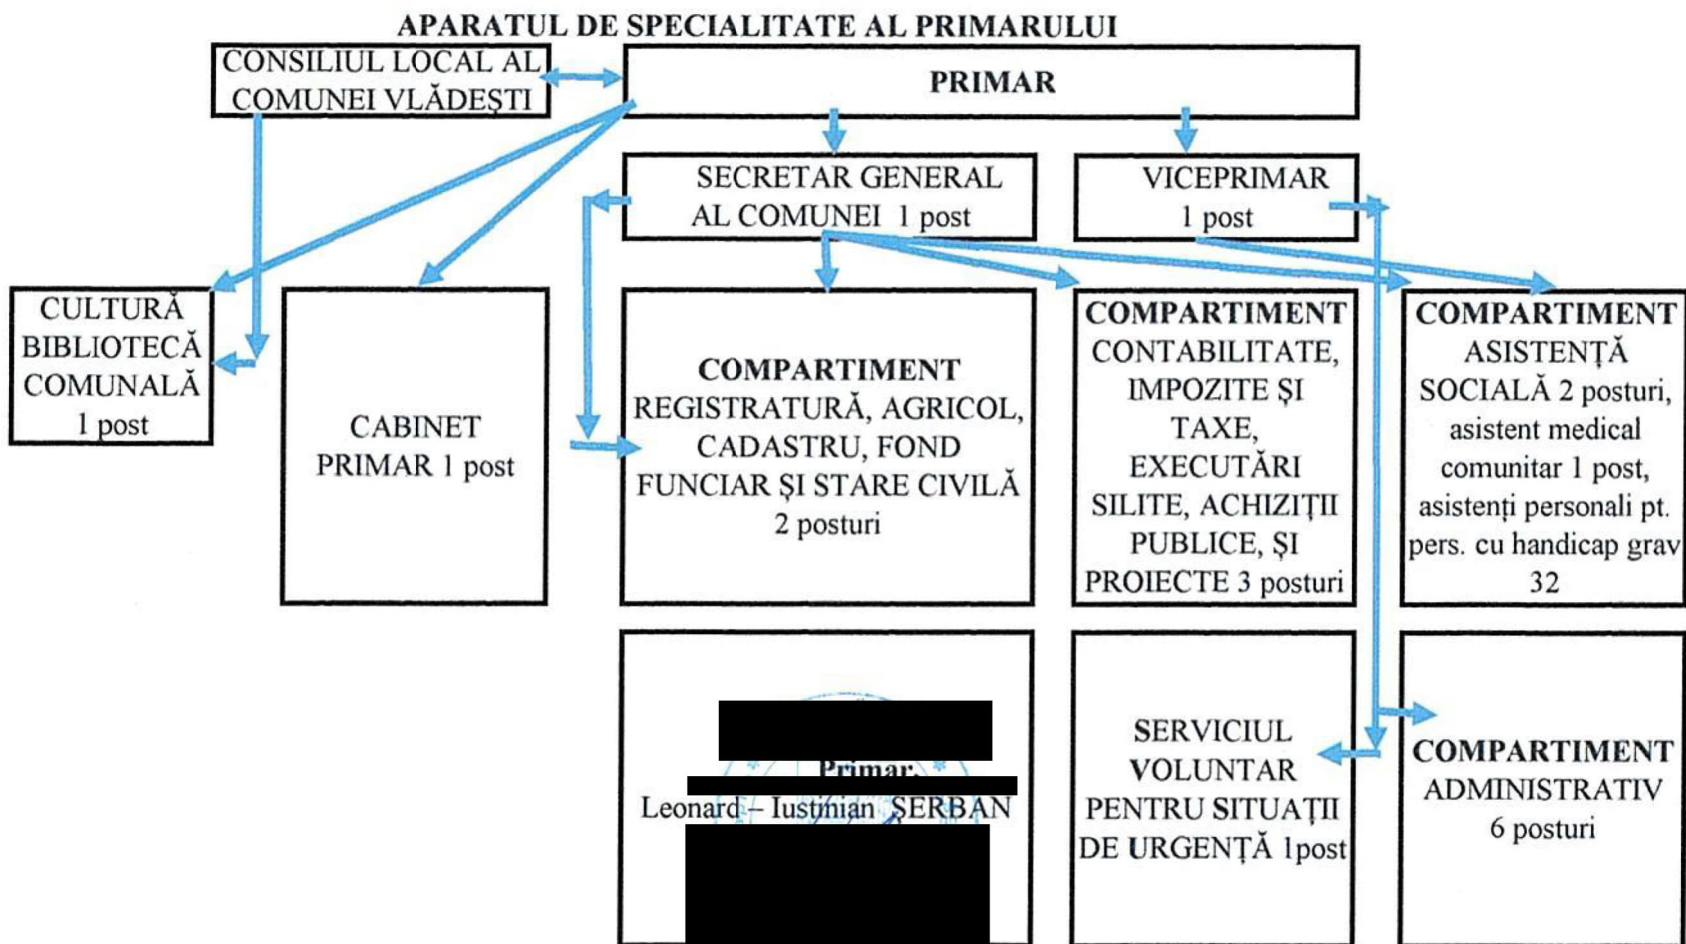 APARATUL DE SPECIALITATE AL PRIMARULUI
CONSILIUL LOCAL AL
COMUNEI VLĂDEȘTI
PRIMAR
SECRETAR GENERAL
AL COMUNEI 1 post
VICEPRIMAR
1 post
CULTURĂ
BIBLIOTECĂ
COMUNALĂ
1 post
CABINET
PRIMAR 1 post
COMPARTIMENT
REGISTRATURĂ, AGRICOL,
CADASTRU, FOND
FUNCIAR ȘI STARE CIVILĂ
2 posturi
COMPARTIMENT
CONTABILITATE,
IMPOZITE ȘI
TAXE,
EXECUTĂRI
SILITE, ACHIZIȚII
PUBLICE, ȘI
PROIECTE 3 posturi
COMPARTIMENT
ASISTENȚĂ
SOCIALĂ 2 posturi,
asistent medical
comunitar 1 post,
asistenți personali pt.
pers. cu handicap grav
32
Primar,
Leonard – Iustinian ȘERBAN
SERVICIUL
VOLUNTAR
PENTRU SITUAȚII
DE URGENȚĂ 1post
COMPARTIMENT
ADMINISTRATIV
6 posturi